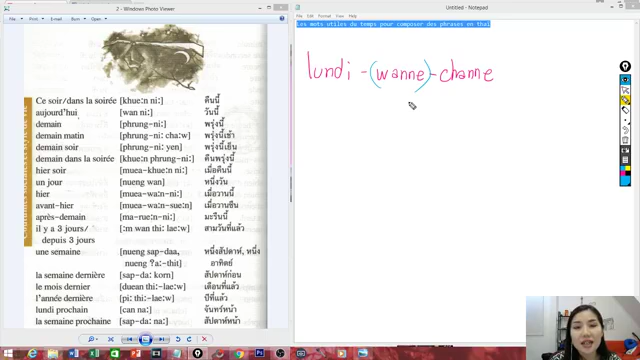 2 - Windows Photo Viewer
File Print E-mail Burn Open
Ce soir/dans la soirée [khue:n ni:] คืนนี้
aujourd'hui [wan ni:] วันนี้
demain [phrung-ni:] พรุ่งนี้
demain matin [phrung-ni: cha:w] พรุ่งนี้เช้า
demain soir [phrung-ni: yen] พรุ่งนี้เย็น
demain dans la soirée [khue:n phrung-ni:] คืนพรุ่งนี้
hier soir [muea-khue:n ni:] เมื่อคืนนี้
un jour [nueng wan] หนึ่งวัน
hier [muea-wa:n-ni:] เมื่อวานนี้
avant-hier [muea-wa:n-sue:n] เมื่อวานซืน
après-demain [ma-rue:n-ni:] มะรืนนี้
il y a 3 jours/ [:m wan thi: lae:w] สามวันที่แล้ว
depuis 3 jours
une semaine [nueng sap-daa, หนึ่งสัปดาห์, หนึ่ง
nueng ʔa:-thit] อาทิตย์
la semaine dernière [sap-da: korn] สัปดาห์ก่อน
le mois dernier [duean thi:-lae:w] เดือนที่แล้ว
l'année dernière [pi: thi:-lae:w] ปีที่แล้ว
lundi prochain [can na:] จันทร์หน้า
la semaine prochaine [sap-da: na:] สัปดาห์หน้า
Untitled - Notepad
File Edit Format View Help
Les mots utiles du temps pour composer des phrases en thaï
lundi - (wanne) - channe